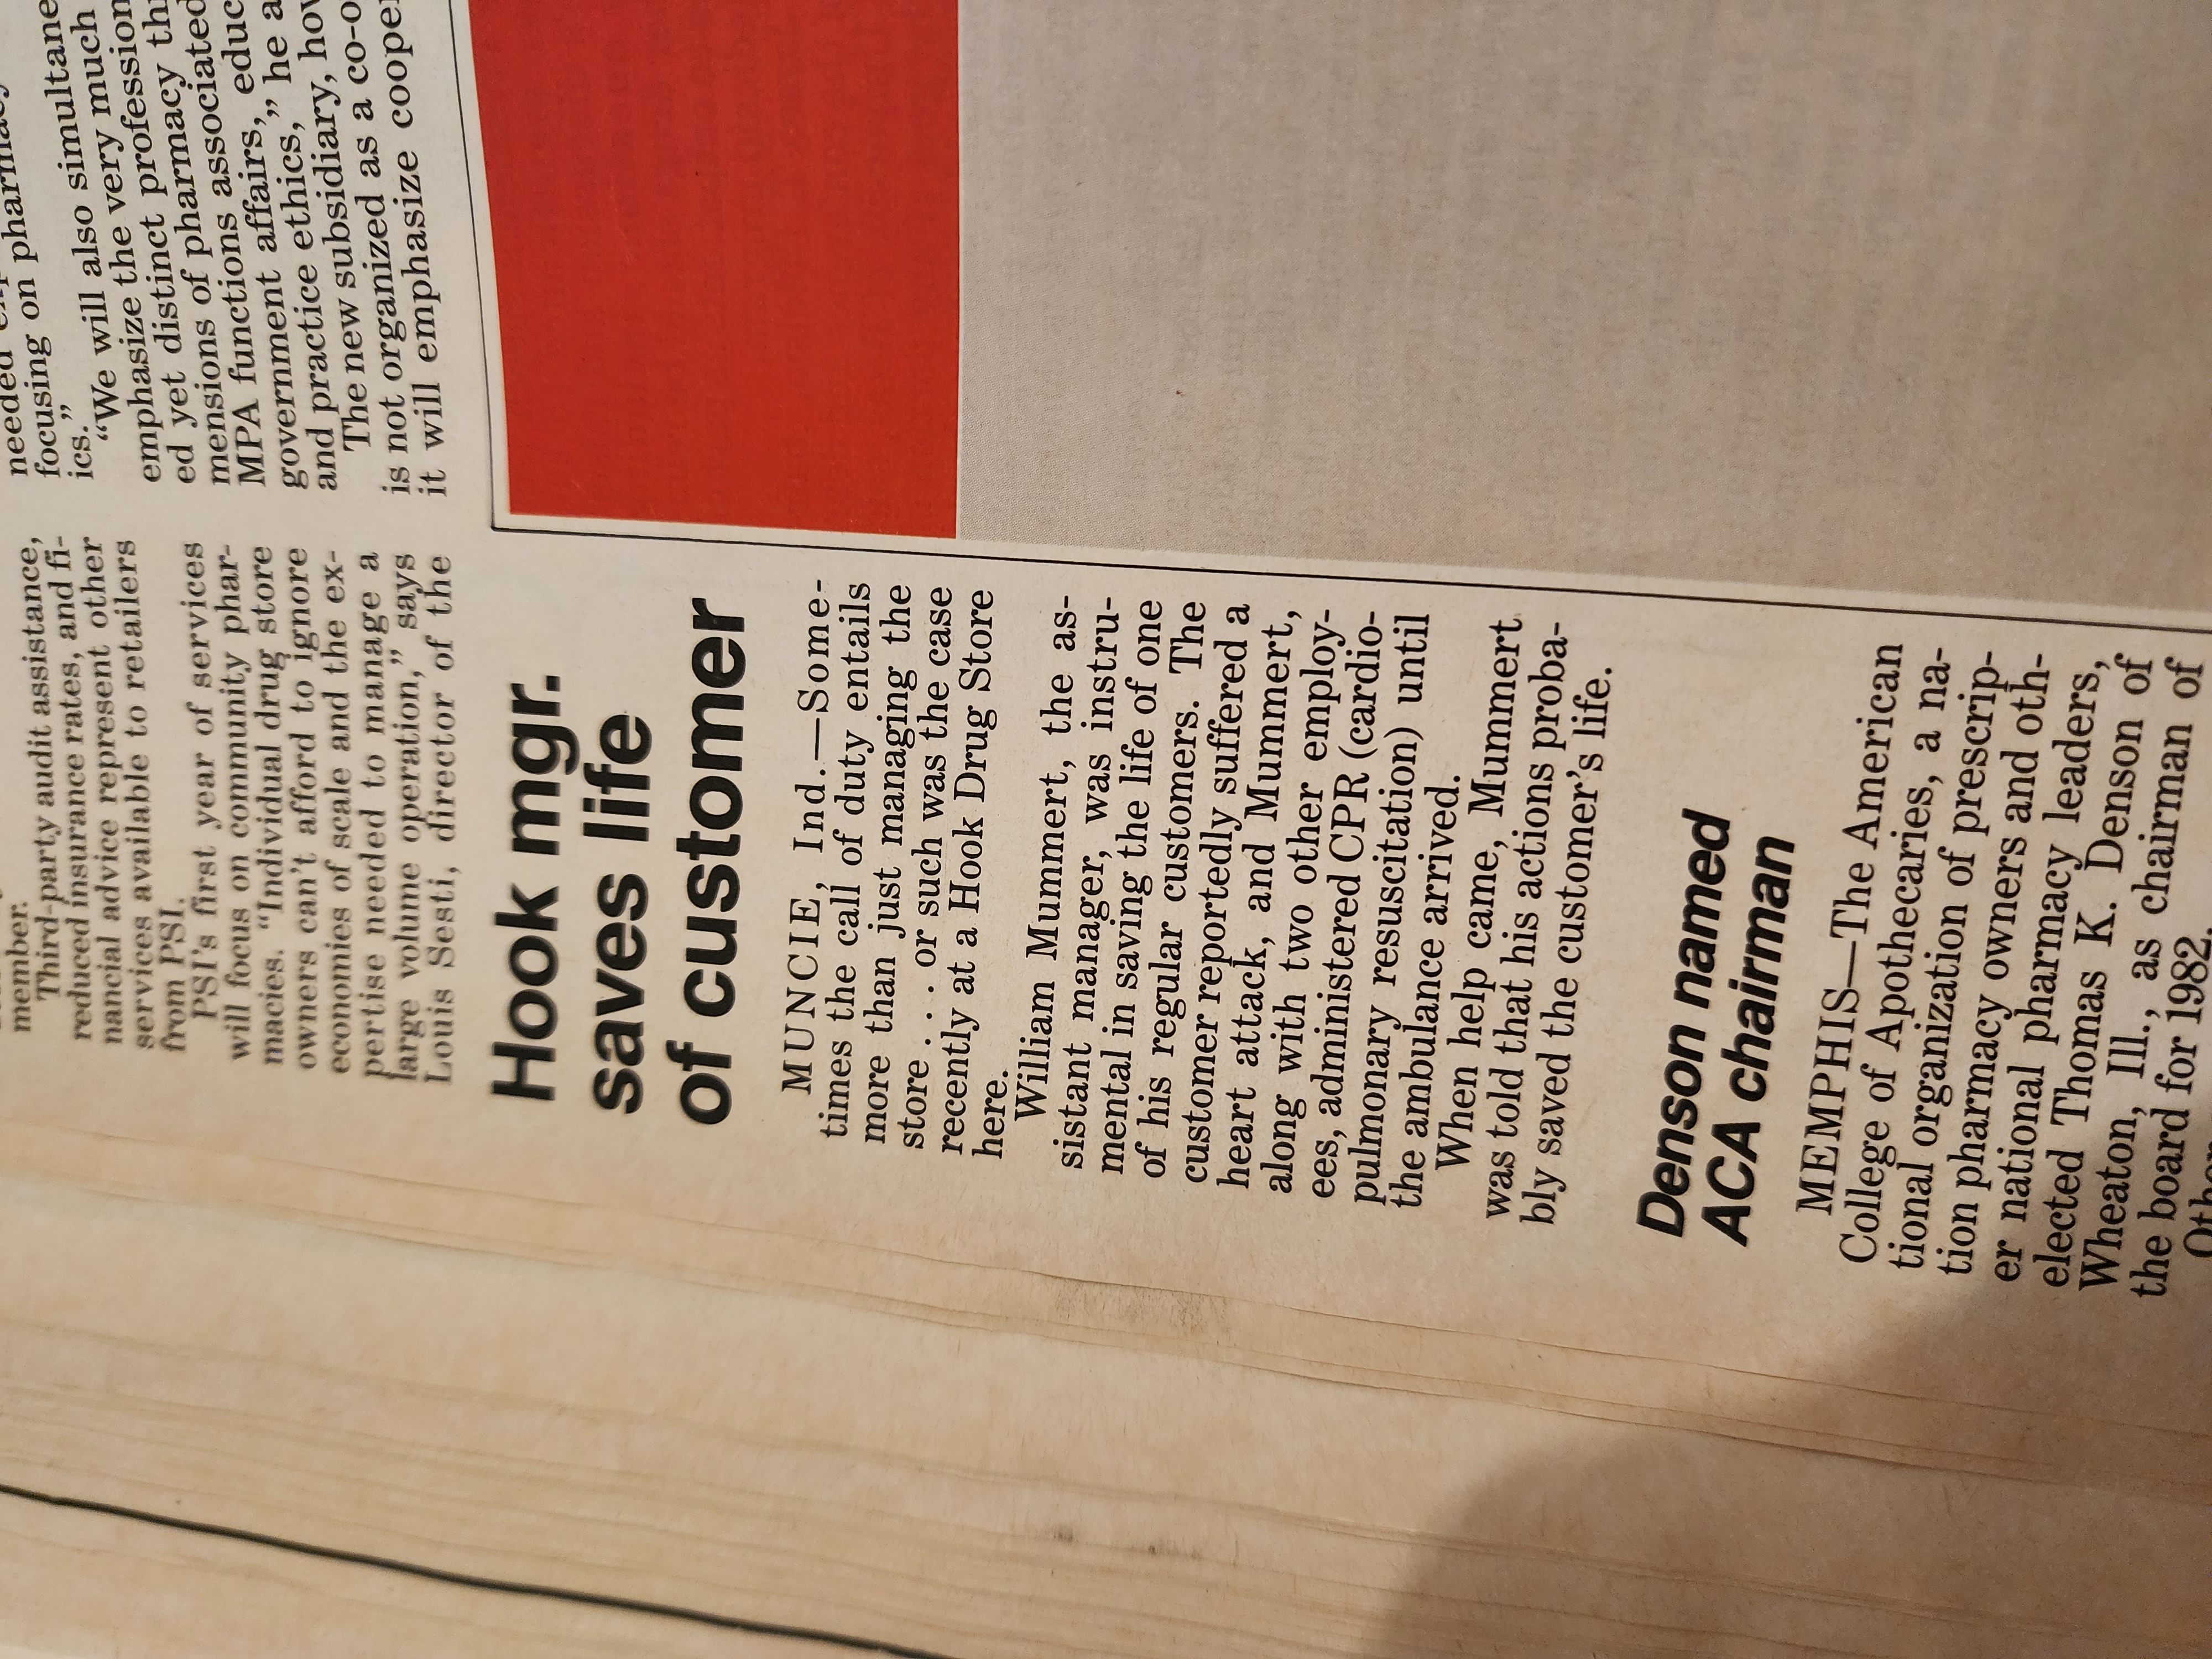 member.
Third-party audit assistance,
reduced insurance rates, and fi-
nancial advice represent other
services available to retailers
from PSI.
PSI's first year of services
will focus on community phar-
macies. "Individual drug store
owners can't afford to ignore
economies of scale and the ex-
pertise needed to manage a
large volume operation," says
Louis Sesti, director of the
Hook mgr.
saves life
of customer
MUNCIE, Ind.—Some-
times the call of duty entails
more than just managing the
store . . . or such was the case
recently at a Hook Drug Store
here.
William Mummert, the as-
sistant manager, was instru-
mental in saving the life of one
of his regular customers. The
customer reportedly suffered a
heart attack, and Mummert,
along with two other employ-
ees, administered CPR (cardio-
pulmonary resuscitation) until
the ambulance arrived.
When help came, Mummert
was told that his actions proba-
bly saved the customer's life.
Denson named
ACA chairman
MEMPHIS—The American
College of Apothecaries, a na-
tional organization of prescrip-
tion pharmacy owners and oth-
er national pharmacy leaders,
elected Thomas K. Denson of
Wheaton, Ill., as chairman of
the board for 1982.
needed
focusing on pharmacy
ics."
"We will also simultane
emphasize the very much
ed yet distinct profession
mensions of pharmacy th
MPA functions associated
government affairs," he a
and practice ethics, how
The new subsidiary,
is not organized as a co-o
it will emphasize cooper